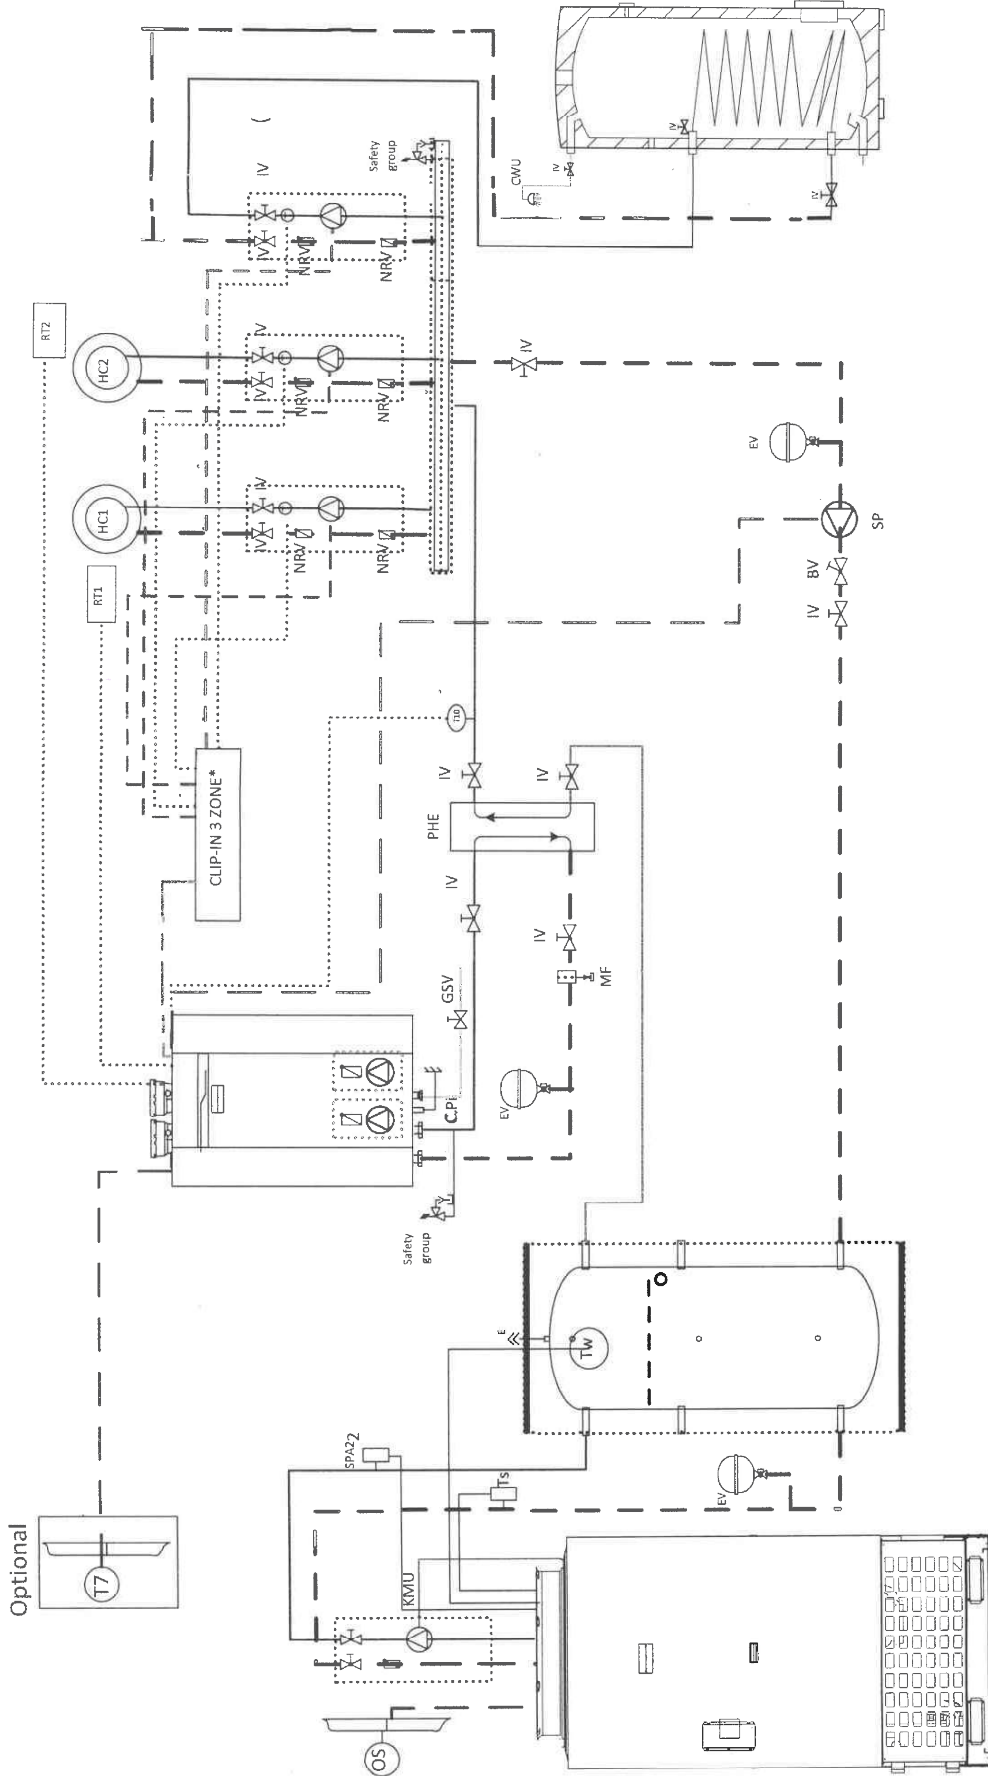 Optional
T7
OS
KMU
SPA22
Ts
EV
TW
E
Safety
group
EV
C.Pi
GSV
MF
IV
IV
PHE
IV
IV
T10
CLIP-IN 3 ZONE*
RT1
RT2
HC1
HC2
IV
IV
NRV
NRV
IV
IV
NRV
NRV
IV
IV
NRV
NRV
(
Safety
group
CWU
IV
IV
IV
IV
EV
SP
BV
IV